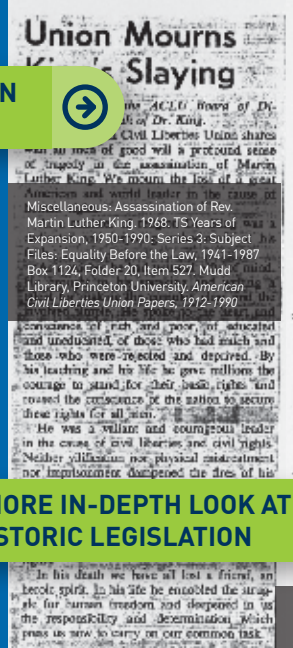 Union Mourns
Slaying
N
ACLU Board of Di-
of Dr. King.
Civil Liberties Union shares
with all men of good will a profound sense
of tragedy in the assassination of Martin
Luther King. We mourn the loss of a great
American and world leader in the cause of
Miscellaneous: Assassination of Rev.
Martin Luther King. 1968. TS Years of
Expansion, 1950-1990: Series 3: Subject
Files: Equality Before the Law, 1941-1987
Box 1124, Folder 20, Item 527. Mudd
Library, Princeton University. American
Civil Liberties Union Papers, 1912-1990
conscience of rich and poor, of educated
and uneducated, of those who had much and
those who were rejected and deprived. By
his teaching and his life he gave millions the
courage to stand for their basic rights and
roused the conscience of the nation to secure
these rights for all men.
He was a valiant and courageous leader
in the cause of civil liberties and civil rights.
Neither vilification nor physical mistreatment
nor imprisonment dampened the fires of his
MORE IN-DEPTH LOOK AT
STORIC LEGISLATION
In his death we have all lost a friend, an
heroic spirit. In his life he ennobled the strug-
gle for human freedom and deepened in us
the responsibility and determination which
press us now to carry on our common task.